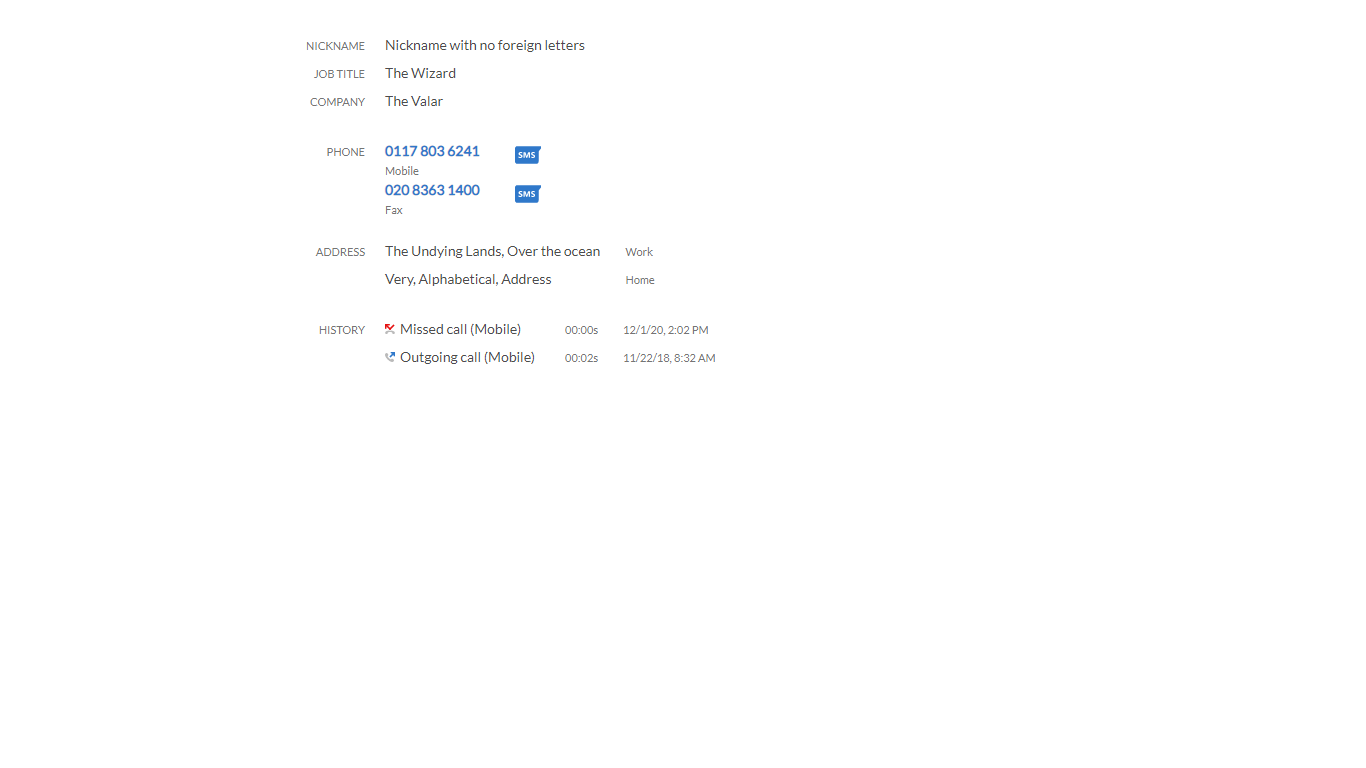 NICKNAME Nickname with no foreign letters
JOB TITLE The Wizard
COMPANY The Valar
PHONE 0117 803 6241 SMS
Mobile
020 8363 1400 SMS
Fax
ADDRESS The Undying Lands, Over the ocean Work
Very, Alphabetical, Address Home
HISTORY Missed call (Mobile) 00:00s 12/1/20, 2:02 PM
Outgoing call (Mobile) 00:02s 11/22/18, 8:32 AM